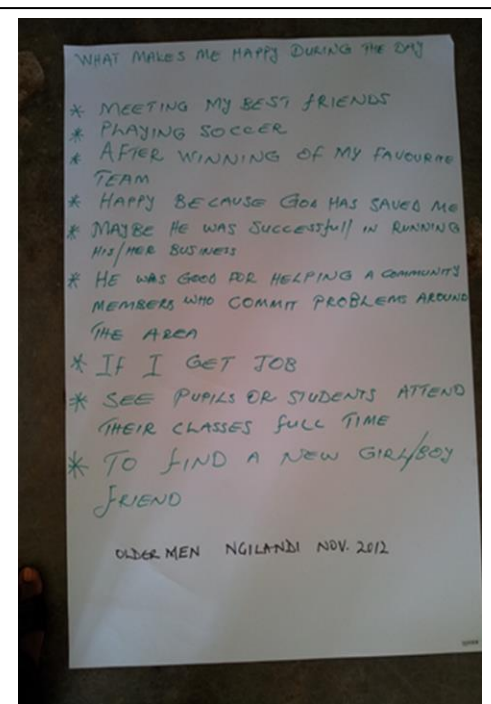 WHAT MAKES ME HAPPY DURING THE DAY
* MEETING MY BEST FRIENDS
* PLAYING SOCCER
* AFTER WINNING OF MY FAVOURITE
TEAM
* HAPPY BECAUSE GOD HAS SAVED ME
* MAYBE HE WAS SUCCESSfull IN RUNNING
HIS/HER BUSINESS
* HE WAS GOOD FOR HELPING A COMMUNITY
MEMBERS WHO COMMIT PROBLEMS AROUND
THE AREA
* If I GET JOB
* SEE PUPILS OR STUDENTS ATTEND
THEIR CLASSES FULL TIME
* TO FIND A NEW GIRL/BOY
FRIEND
OLDER MEN NGILANDI NOV. 2012